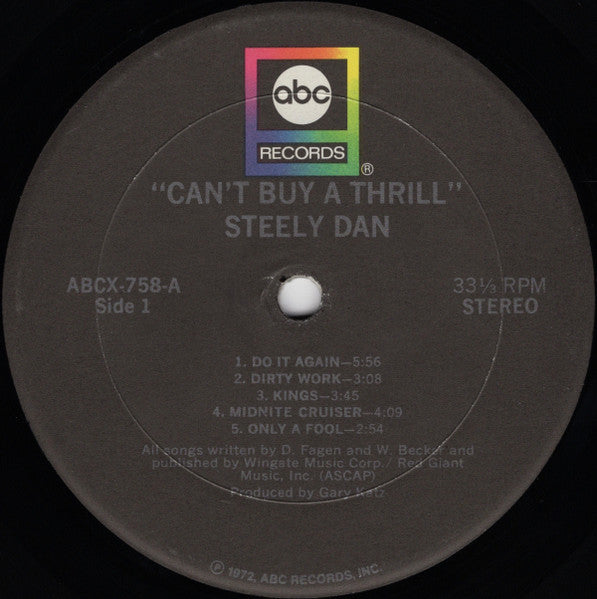 abc
RECORDS ®
"CAN'T BUY A THRILL"
STEELY DAN
ABCX-758-A
Side 1
33⅓ RPM
STEREO
1. DO IT AGAIN—5:56
2. DIRTY WORK—3:08
3. KINGS—3:45
4. MIDNITE CRUISER—4:09
5. ONLY A FOOL—2:54
All songs written by D. Fagen and W. Becker and
published by Wingate Music Corp./ Red Giant
Music, Inc. (ASCAP)
Produced by Gary Katz
℗ 1972, ABC RECORDS, INC.